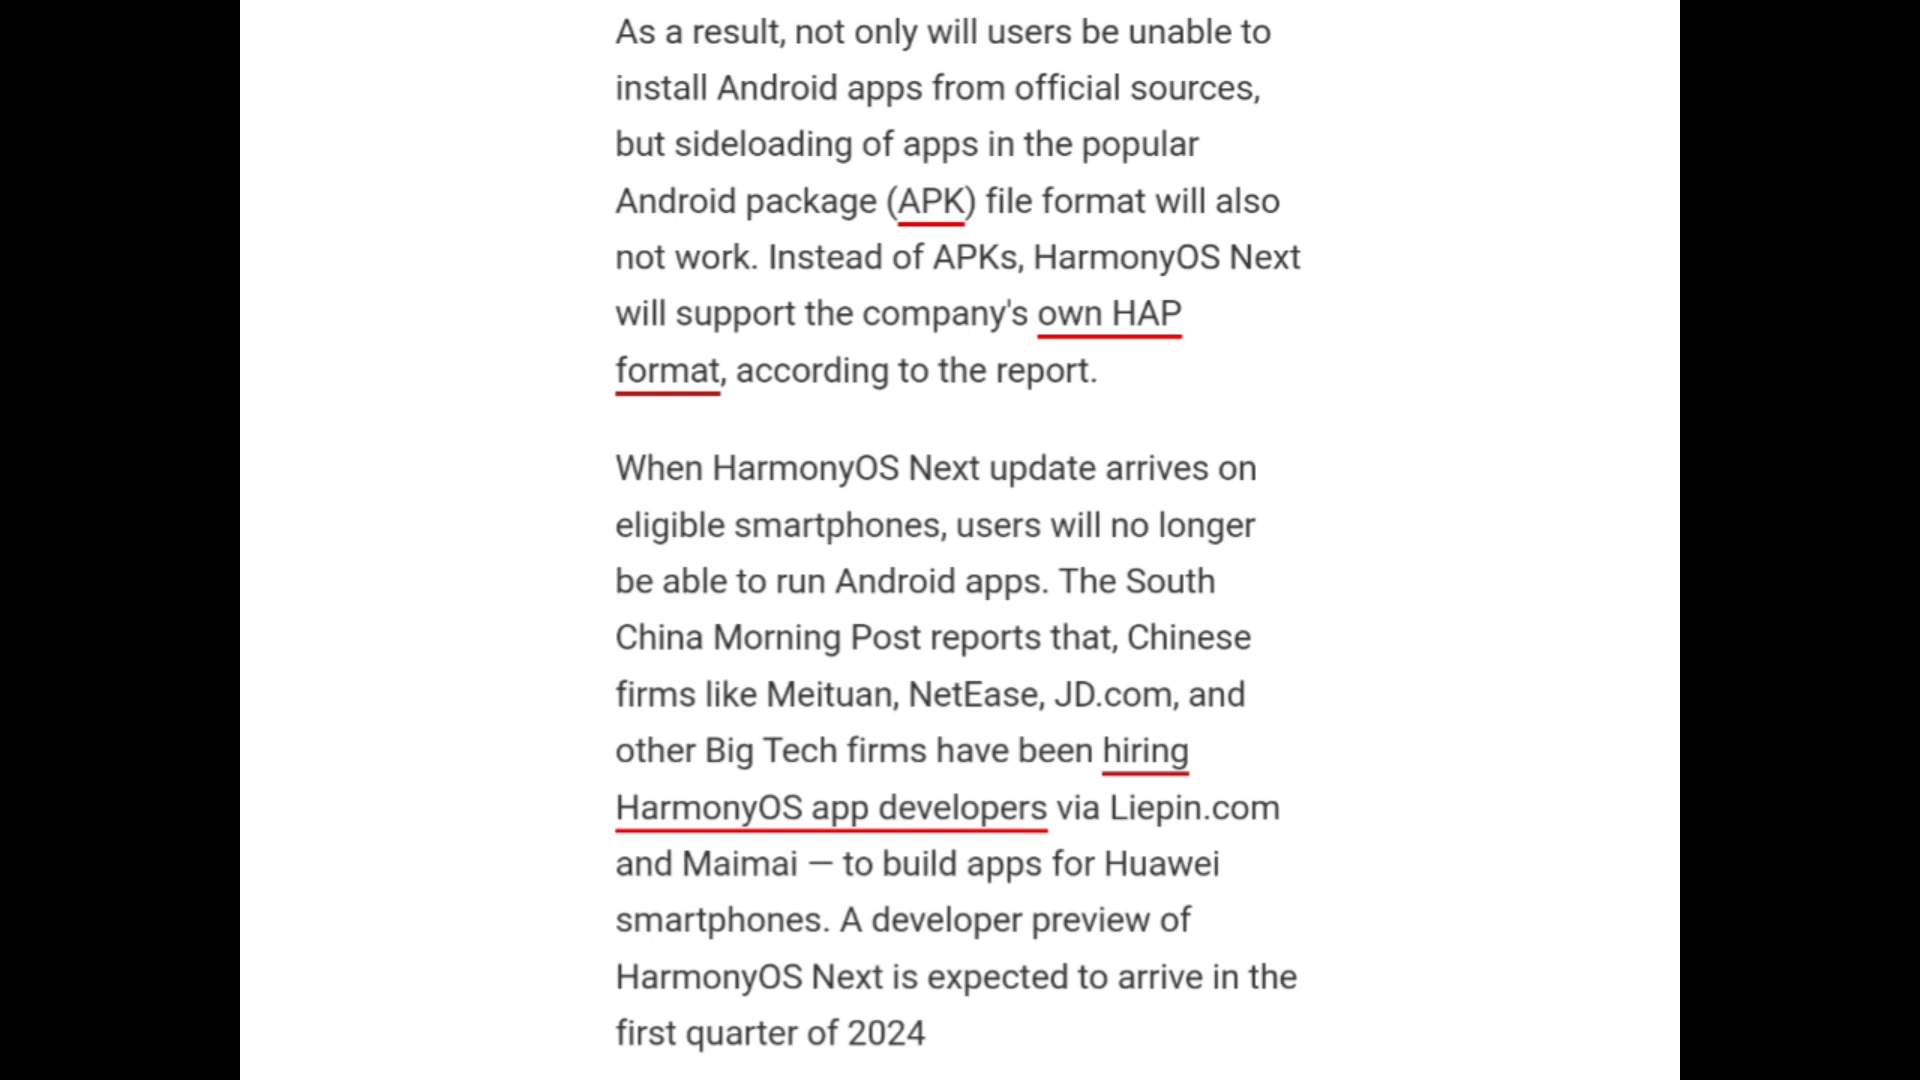 As a result, not only will users be unable to
install Android apps from official sources,
but sideloading of apps in the popular
Android package (APK) file format will also
not work. Instead of APKs, HarmonyOS Next
will support the company's own HAP
format, according to the report.
When HarmonyOS Next update arrives on
eligible smartphones, users will no longer
be able to run Android apps. The South
China Morning Post reports that, Chinese
firms like Meituan, NetEase, JD.com, and
other Big Tech firms have been hiring
HarmonyOS app developers via Liepin.com
and Maimai — to build apps for Huawei
smartphones. A developer preview of
HarmonyOS Next is expected to arrive in the
first quarter of 2024